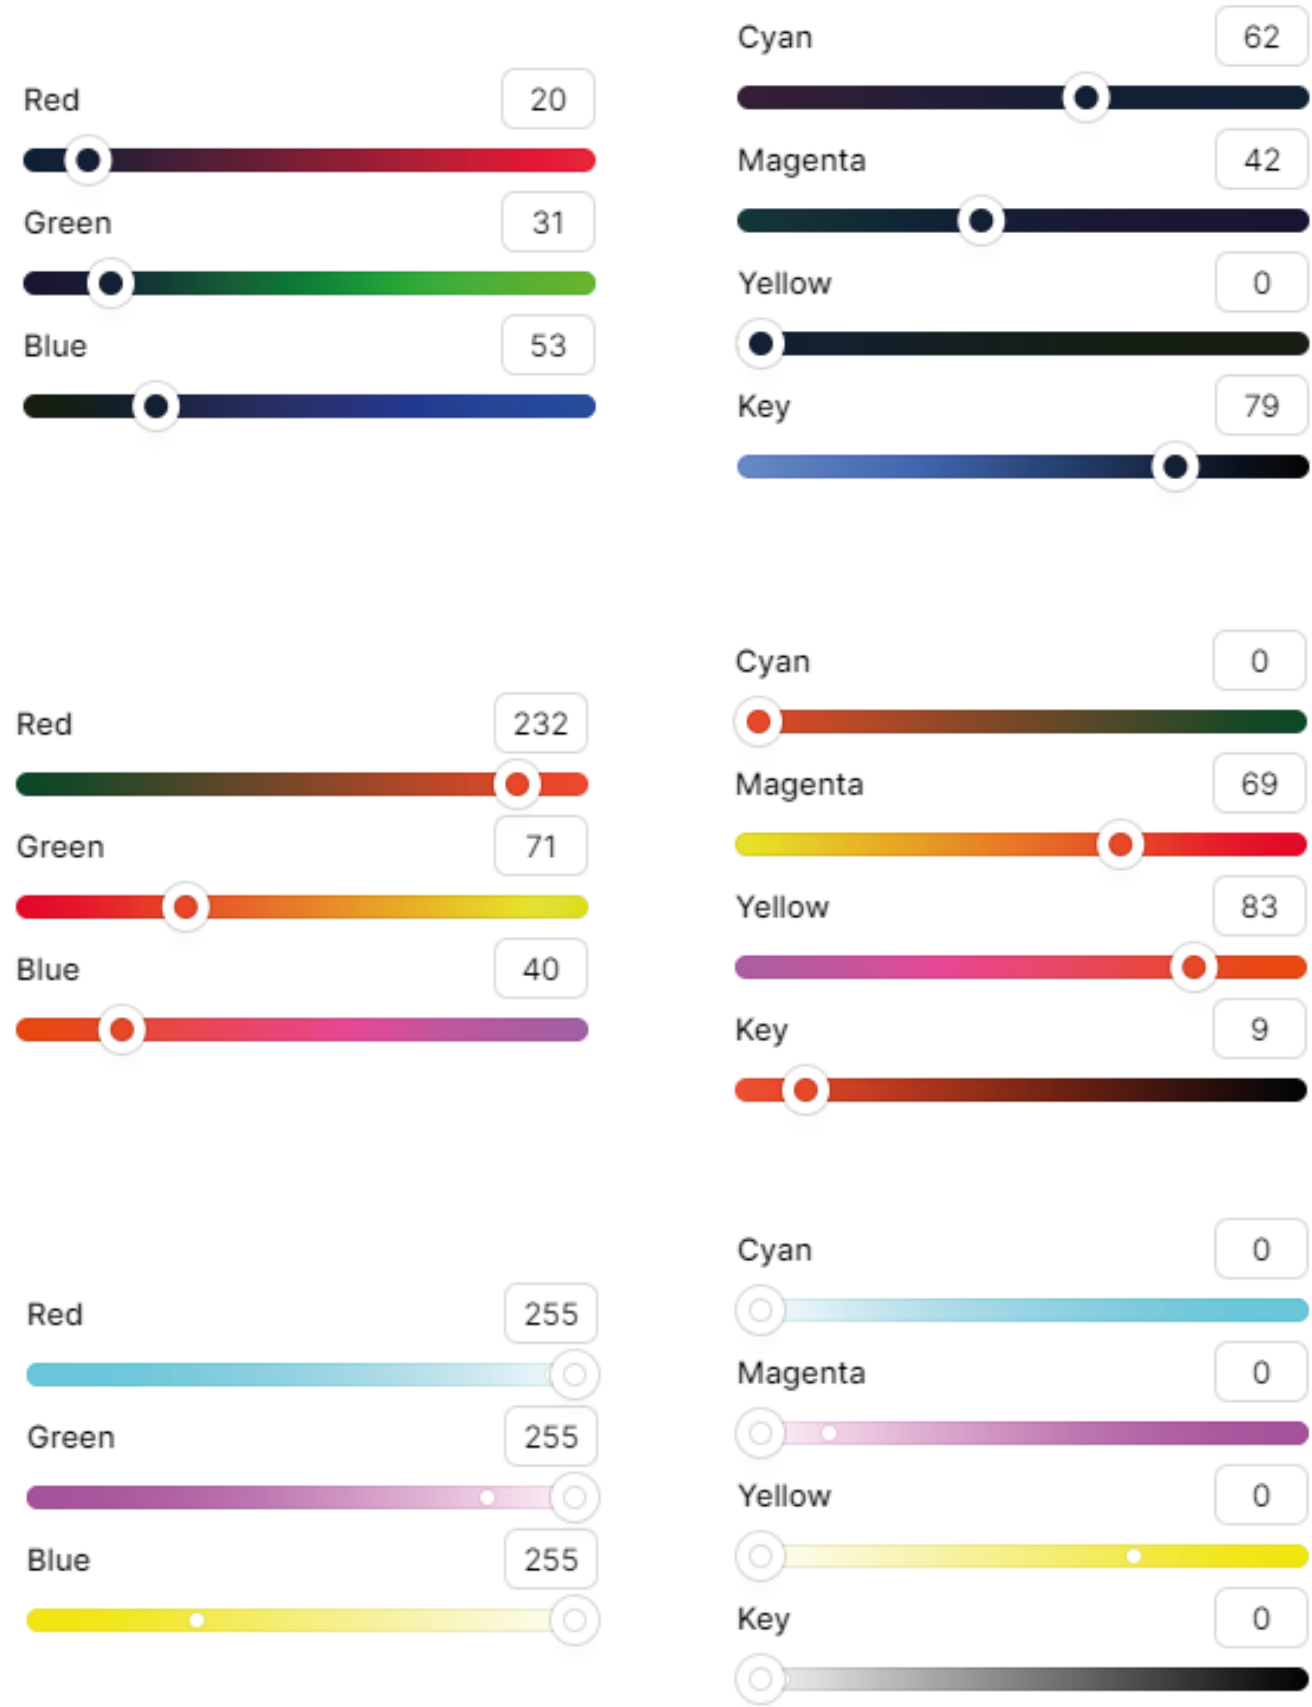 Red 20
Green 31
Blue 53
Cyan 62
Magenta 42
Yellow 0
Key 79
Red 232
Green 71
Blue 40
Cyan 0
Magenta 69
Yellow 83
Key 9
Red 255
Green 255
Blue 255
Cyan 0
Magenta 0
Yellow 0
Key 0